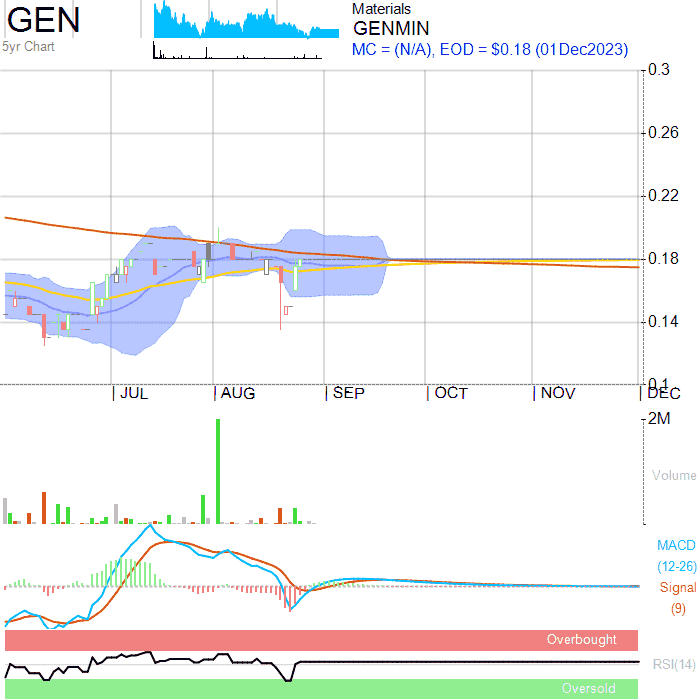 GEN
5yr Chart
Materials
GENMIN
MC = (N/A), EOD = $0.18 (01Dec2023)
0.3
0.26
0.22
0.18
0.14
0.1
JUL
AUG
SEP
OCT
NOV
DEC
2M
Volume
MACD
(12-26)
Signal
(9)
Overbought
RSI(14)
Oversold